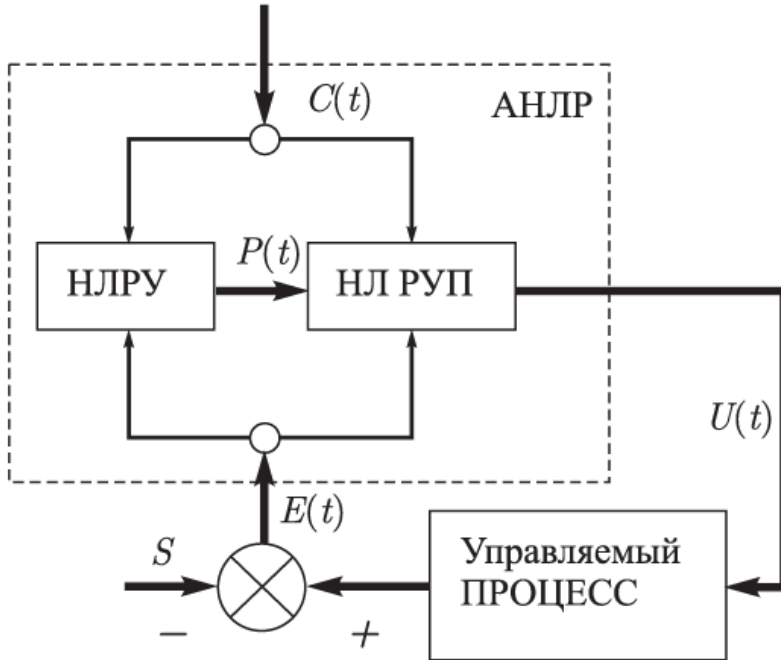 C(t)
АНЛР
НЛРУ
P(t)
НЛ РУП
U(t)
E(t)
S
Управляемый
ПРОЦЕСС
− +